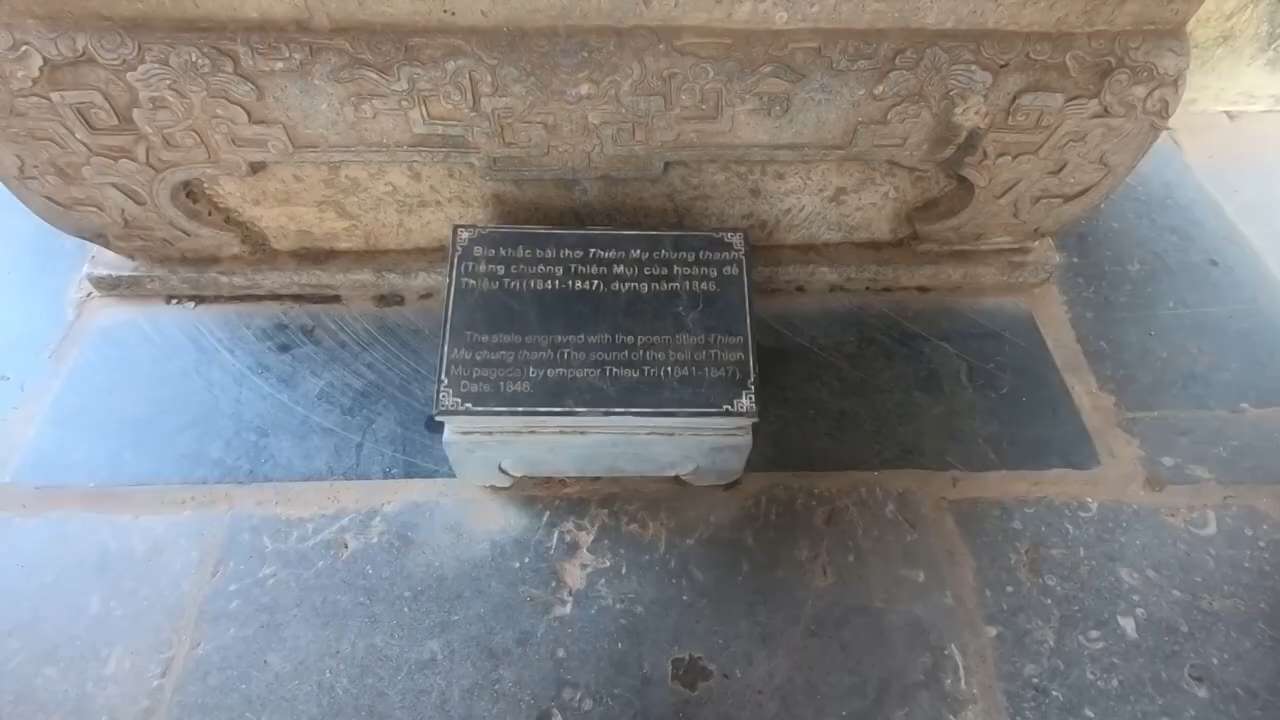 Bia khắc bài thơ Thiên Mụ chung thanh
(Tiếng chuông Thiên Mụ) của hoàng đế
Thiệu Trị (1841-1847), dựng năm 1846.
The stele engraved with the poem titled Thien
Mu chung thanh (The sound of the bell of Thien
Mu pagoda) by emperor Thieu Tri (1841-1847).
Date: 1846.